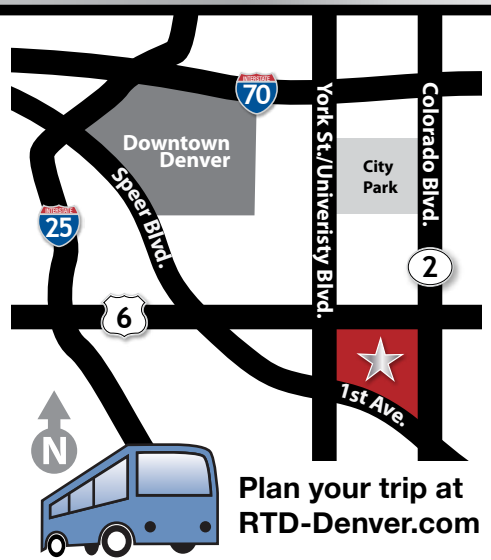 INTERSTATE
70
Downtown
Denver
York St./Univeristy Blvd.
Colorado Blvd.
City
Park
Speer Blvd.
INTERSTATE
25
2
6
1st Ave.
N
Plan your trip at
RTD-Denver.com